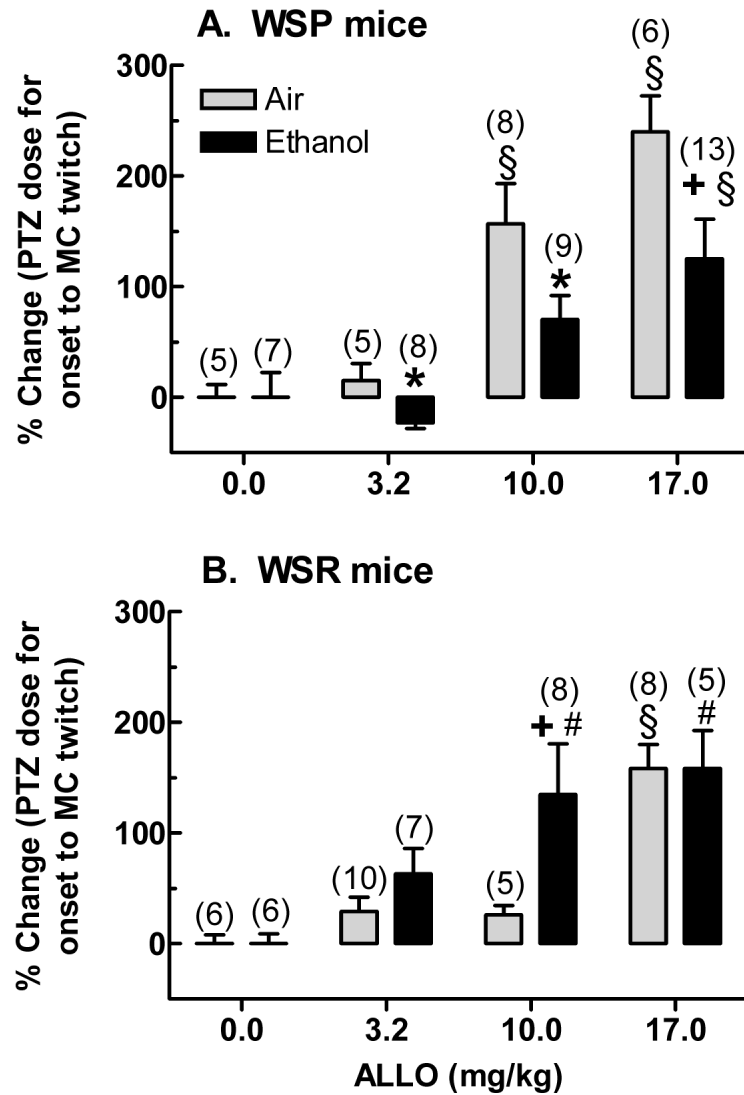 A. WSP mice
% Change (PTZ dose for
onset to MC twitch)
300
200
100
0
Air
Ethanol
(5)
(7)
(5)
(8)
*
(8)
§
(9)
*
(6)
§
(13)
+ §
0.0 3.2 10.0 17.0
B. WSR mice
% Change (PTZ dose for
onset to MC twitch)
300
200
100
0
(6)
(6)
(10)
(7)
(5)
(8)
+ #
(8)
§
(5)
#
0.0 3.2 10.0 17.0
ALLO (mg/kg)